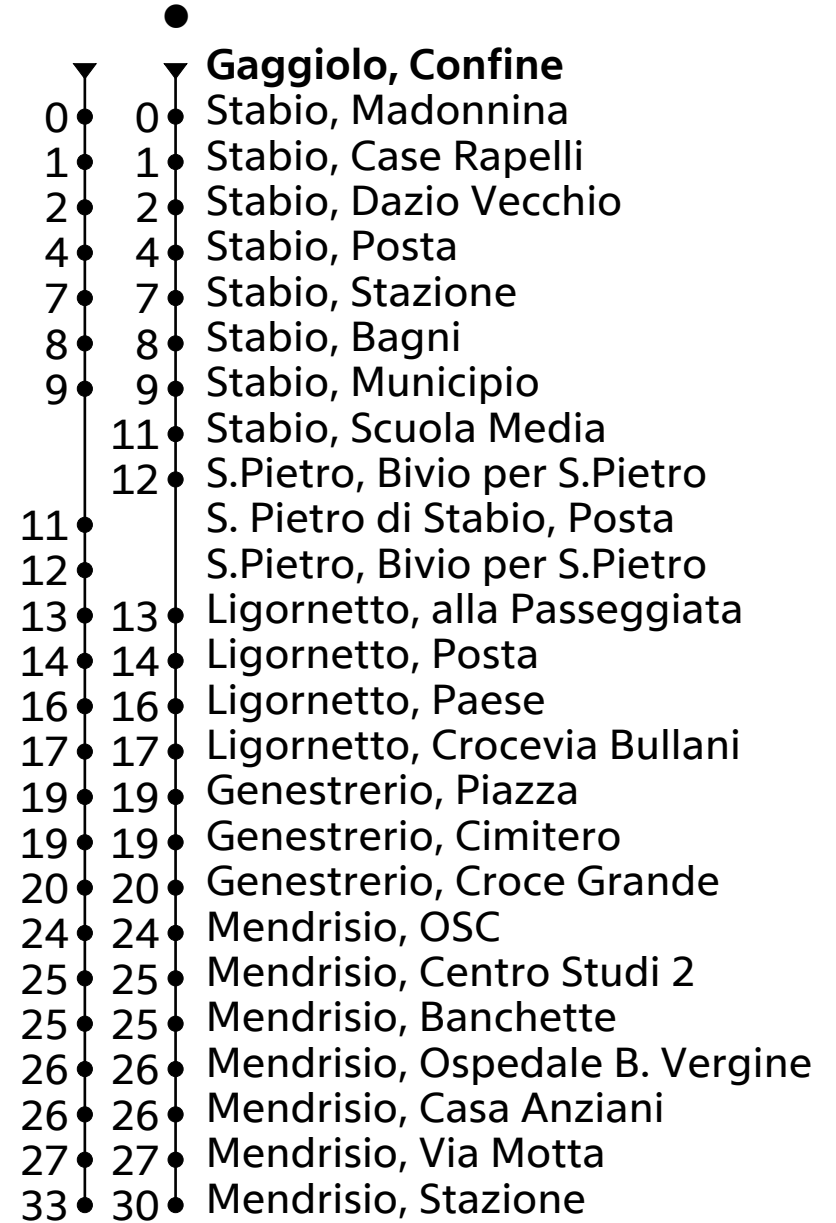 Gaggiolo, Confine
0 0 Stabio, Madonnina
1 1 Stabio, Case Rapelli
2 2 Stabio, Dazio Vecchio
4 4 Stabio, Posta
7 7 Stabio, Stazione
8 8 Stabio, Bagni
9 9 Stabio, Municipio
11 Stabio, Scuola Media
12 S.Pietro, Bivio per S.Pietro
11 S. Pietro di Stabio, Posta
12 S.Pietro, Bivio per S.Pietro
13 13 Ligornetto, alla Passeggiata
14 14 Ligornetto, Posta
16 16 Ligornetto, Paese
17 17 Ligornetto, Crocevia Bullani
19 19 Genestrerio, Piazza
19 19 Genestrerio, Cimitero
20 20 Genestrerio, Croce Grande
24 24 Mendrisio, OSC
25 25 Mendrisio, Centro Studi 2
25 25 Mendrisio, Banchette
26 26 Mendrisio, Ospedale B. Vergine
26 26 Mendrisio, Casa Anziani
27 27 Mendrisio, Via Motta
33 30 Mendrisio, Stazione